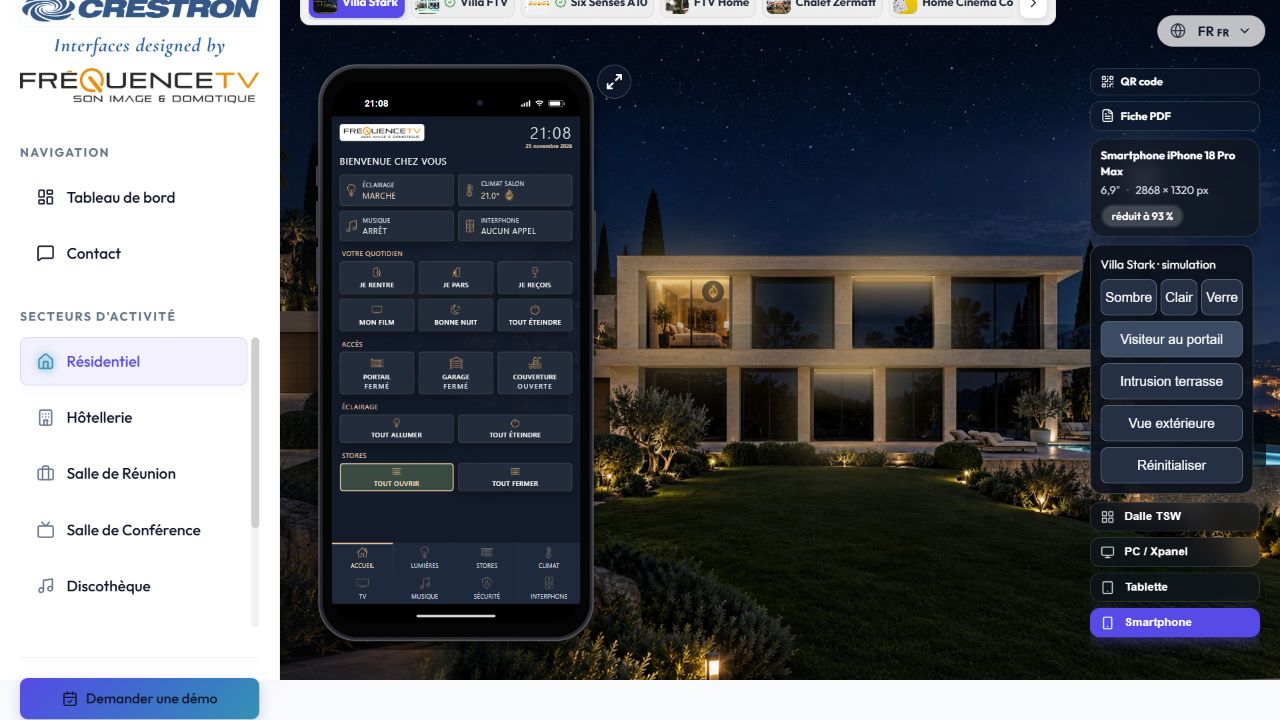 CRESTRON
Interfaces designed by
FRÉQUENCETV
SON IMAGE & DOMOTIQUE
NAVIGATION
Tableau de bord
Contact
SECTEURS D'ACTIVITÉ
Résidentiel
Hôtellerie
Salle de Réunion
Salle de Conférence
Discothèque
Demander une démo
Villa Stark
Villa FTV
Six Senses A10
FTV Home
Chalet Zermatt
Home Cinema Co
FR FR
21:08
FRÉQUENCETV
SON IMAGE & DOMOTIQUE
21:08
25 novembre 2026
BIENVENUE CHEZ VOUS
ÉCLAIRAGE
MARCHE
CLIMAT SALON
21.0°
MUSIQUE
ARRÊT
INTERPHONE
AUCUN APPEL
VOTRE QUOTIDIEN
JE RENTRE
JE PARS
JE REÇOIS
MON FILM
BONNE NUIT
TOUT ÉTEINDRE
ACCÈS
PORTAIL
FERMÉ
GARAGE
FERMÉ
COUVERTURE
OUVERTE
ÉCLAIRAGE
TOUT ALLUMER
TOUT ÉTEINDRE
STORES
TOUT OUVRIR
TOUT FERMER
ACCUEIL
LUMIÈRES
STORES
CLIMAT
TV
MUSIQUE
SÉCURITÉ
INTERPHONE
QR code
Fiche PDF
Smartphone iPhone 18 Pro
Max
6,9" · 2868 × 1320 px
réduit à 93 %
Villa Stark · simulation
Sombre
Clair
Verre
Visiteur au portail
Intrusion terrasse
Vue extérieure
Réinitialiser
Dalle TSW
PC / Xpanel
Tablette
Smartphone